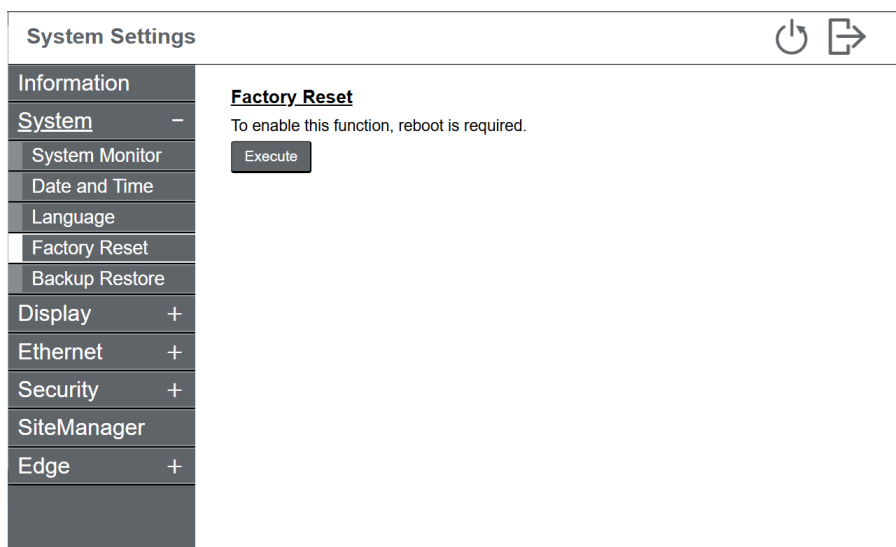 System Settings
Information
System −
System Monitor
Date and Time
Language
Factory Reset
Backup Restore
Display +
Ethernet +
Security +
SiteManager
Edge +
Factory Reset
To enable this function, reboot is required.
Execute